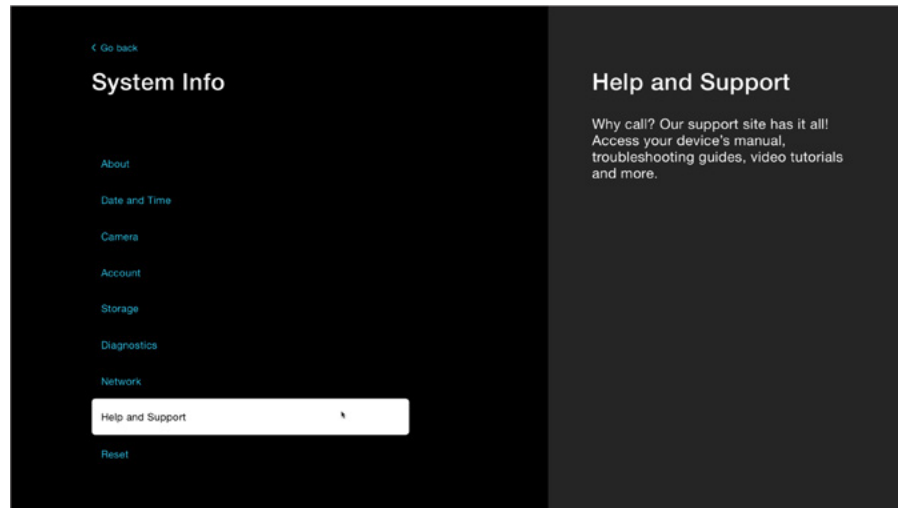 Go back
System Info
About
Date and Time
Camera
Account
Storage
Diagnostics
Network
Help and Support
Reset
Help and Support
Why call? Our support site has it all!
Access your device's manual,
troubleshooting guides, video tutorials
and more.